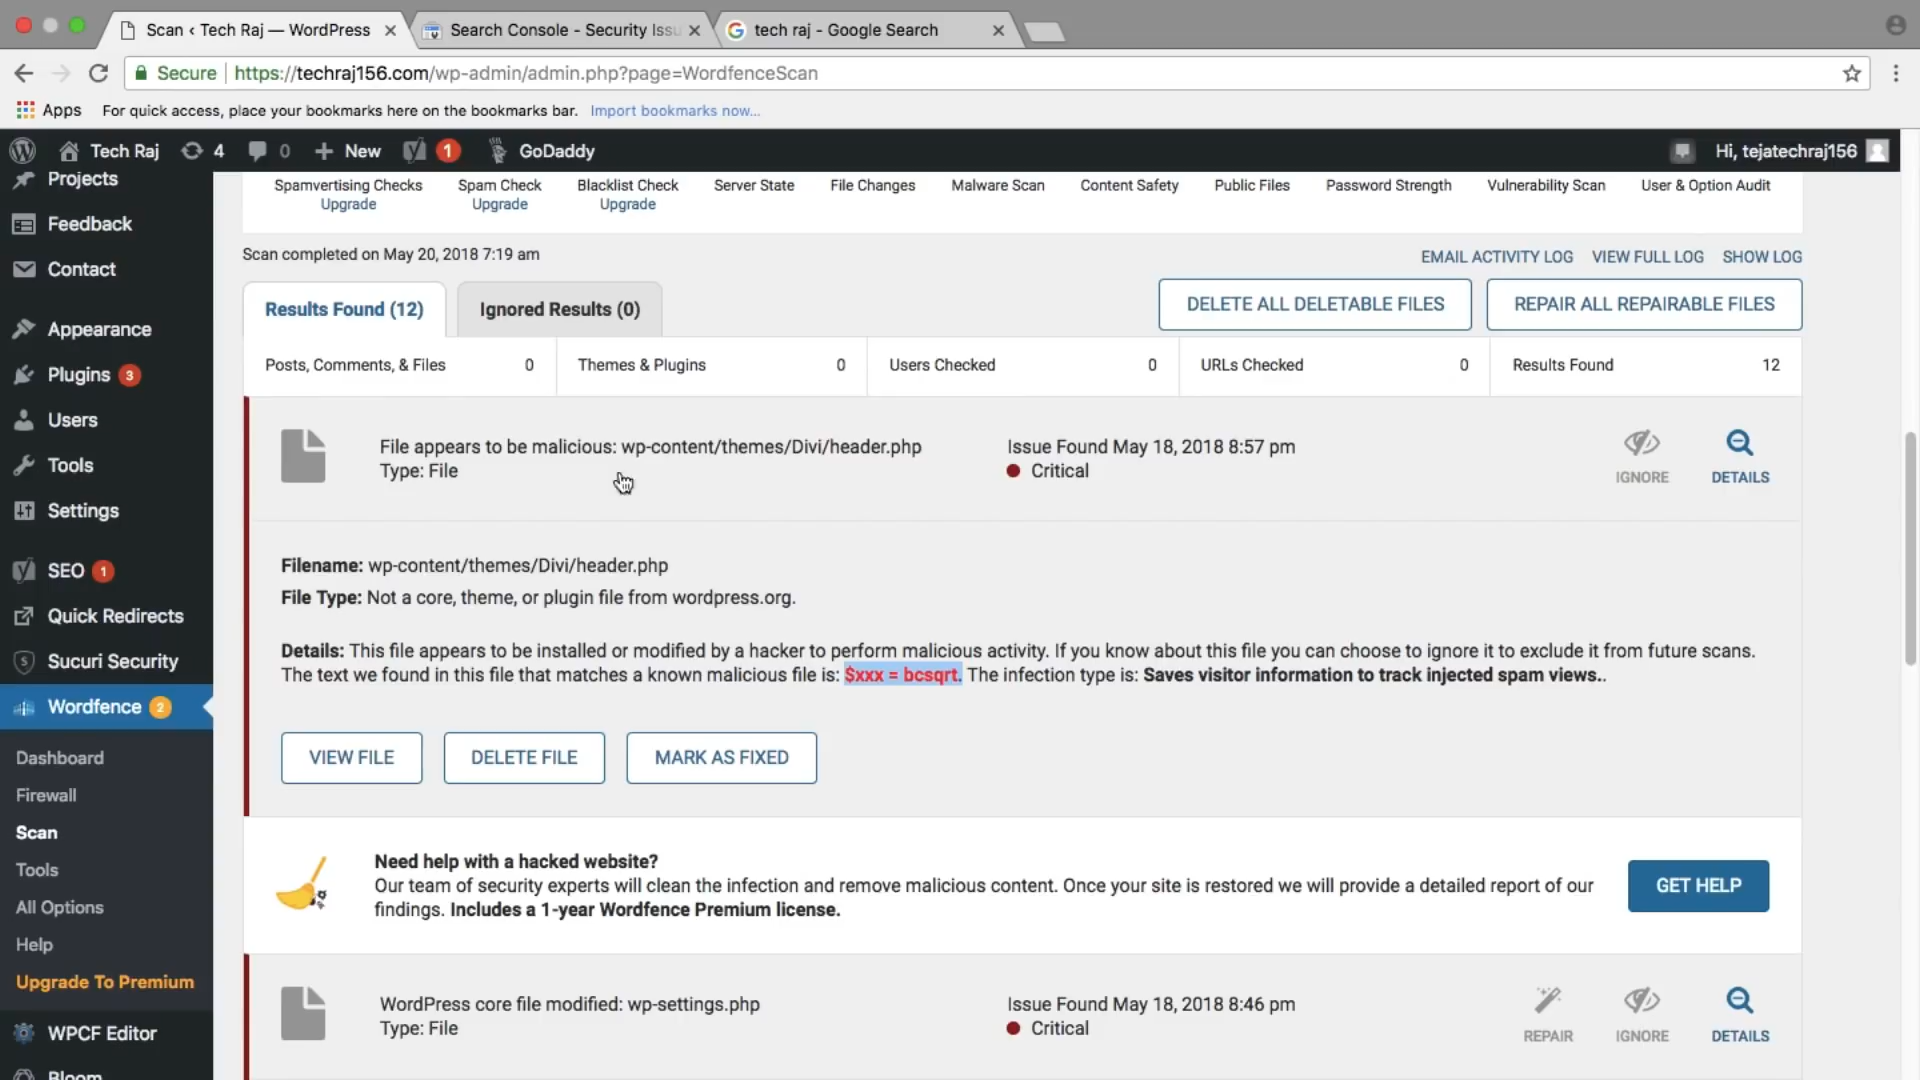 Scan ‹ Tech Raj — WordPress
Search Console - Security Issu
tech raj - Google Search
Secure https://techraj156.com/wp-admin/admin.php?page=WordfenceScan
Apps For quick access, place your bookmarks here on the bookmarks bar. Import bookmarks now...
Tech Raj 4 0 New 1 GoDaddy
Hi, tejatechraj156
Projects
Feedback
Contact
Appearance
Plugins 3
Users
Tools
Settings
SEO 1
Quick Redirects
Sucuri Security
Wordfence 2
Dashboard
Firewall
Scan
Tools
All Options
Help
Upgrade To Premium
WPCF Editor
Bloom
Spamvertising Checks Spam Check Blacklist Check Server State File Changes Malware Scan Content Safety Public Files Password Strength Vulnerability Scan User & Option Audit
Upgrade Upgrade Upgrade
Scan completed on May 20, 2018 7:19 am
EMAIL ACTIVITY LOG VIEW FULL LOG SHOW LOG
Results Found (12) Ignored Results (0)
DELETE ALL DELETABLE FILES REPAIR ALL REPAIRABLE FILES
Posts, Comments, & Files 0 Themes & Plugins 0 Users Checked 0 URLs Checked 0 Results Found 12
File appears to be malicious: wp-content/themes/Divi/header.php
Type: File
Issue Found May 18, 2018 8:57 pm
Critical
IGNORE DETAILS
Filename: wp-content/themes/Divi/header.php
File Type: Not a core, theme, or plugin file from wordpress.org.
Details: This file appears to be installed or modified by a hacker to perform malicious activity. If you know about this file you can choose to ignore it to exclude it from future scans.
The text we found in this file that matches a known malicious file is: $xxx = bcsqrt. The infection type is: Saves visitor information to track injected spam views..
VIEW FILE DELETE FILE MARK AS FIXED
Need help with a hacked website?
Our team of security experts will clean the infection and remove malicious content. Once your site is restored we will provide a detailed report of our
findings. Includes a 1-year Wordfence Premium license.
GET HELP
WordPress core file modified: wp-settings.php
Type: File
Issue Found May 18, 2018 8:46 pm
Critical
REPAIR IGNORE DETAILS